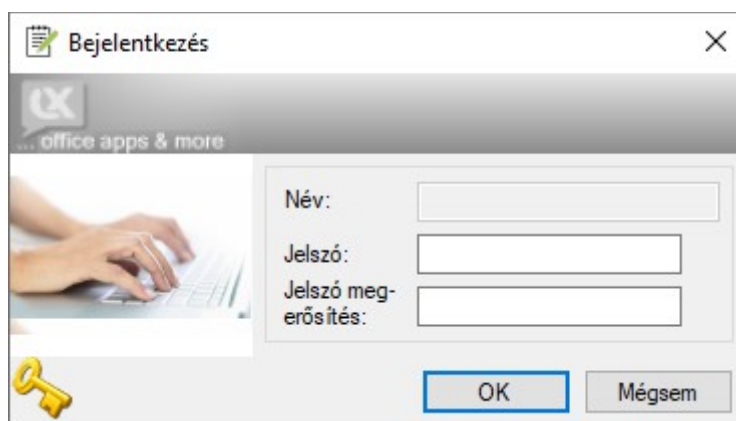 Bejelentkezés
... office apps & more
Név:
Jelszó:
Jelszó meg-
erősítés:
OK
Mégsem